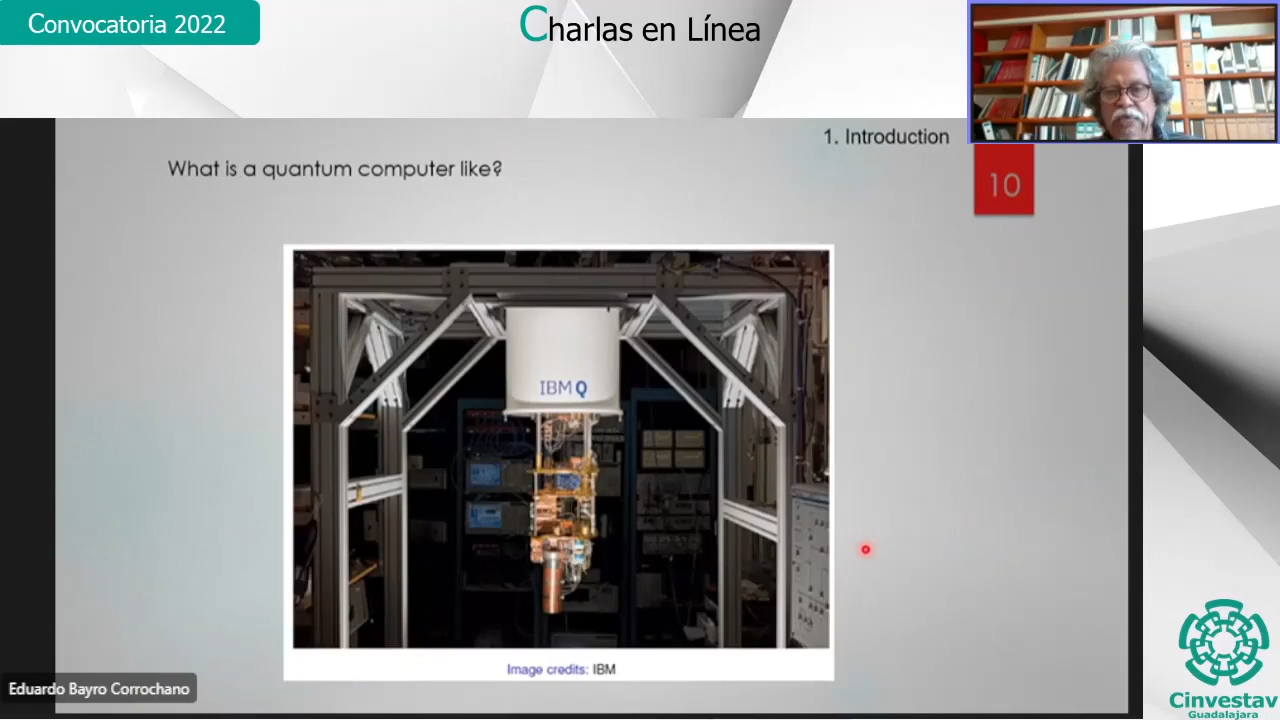 Convocatoria 2022
Charlas en Línea
1. Introduction
What is a quantum computer like?
10
IBM Q
Image credits: IBM
Eduardo Bayro Corrochano
Cinvestav
Guadalajara